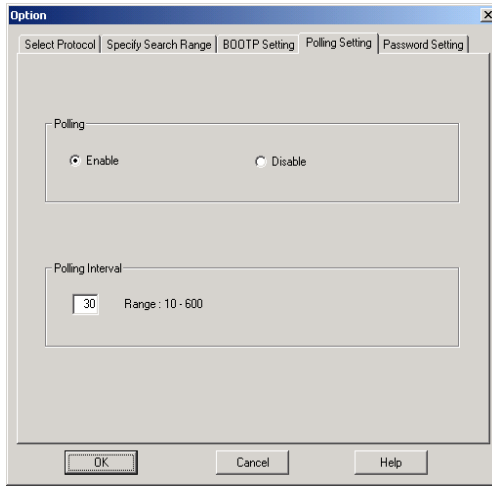 Option
Select Protocol Specify Search Range BOOTP Setting Polling Setting Password Setting
Polling
Enable Disable
Polling Interval
30 Range : 10 - 600
OK Cancel Help